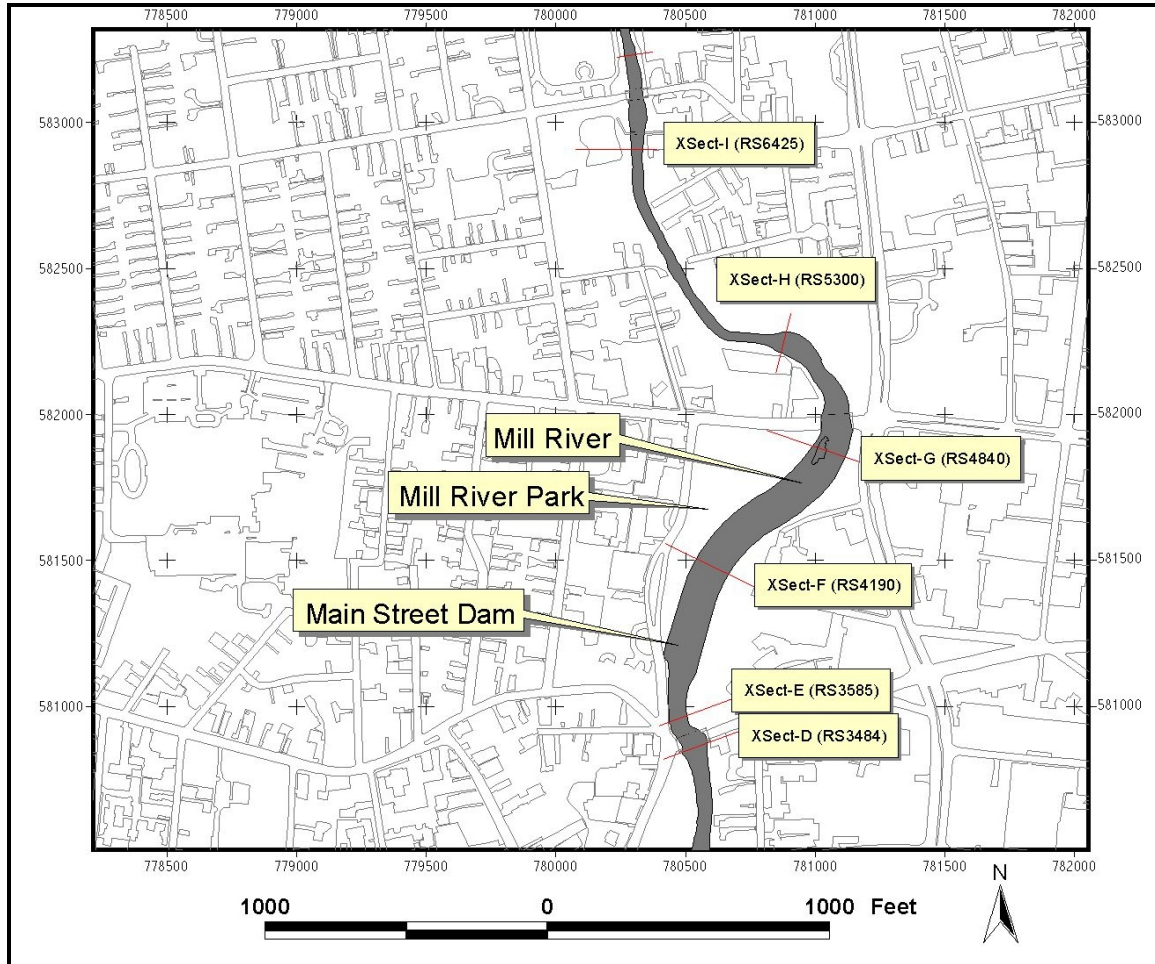 778500 779000 779500 780000 780500 781000 781500 782000
583000 583000
XSect-I (RS6425)
582500 582500
XSect-H (RS5300)
582000 582000
Mill River
XSect-G (RS4840)
Mill River Park
581500 581500
XSect-F (RS4190)
Main Street Dam
XSect-E (RS3585)
581000 581000
XSect-D (RS3484)
778500 779000 779500 780000 780500 781000 781500 782000
N
1000 0 1000 Feet